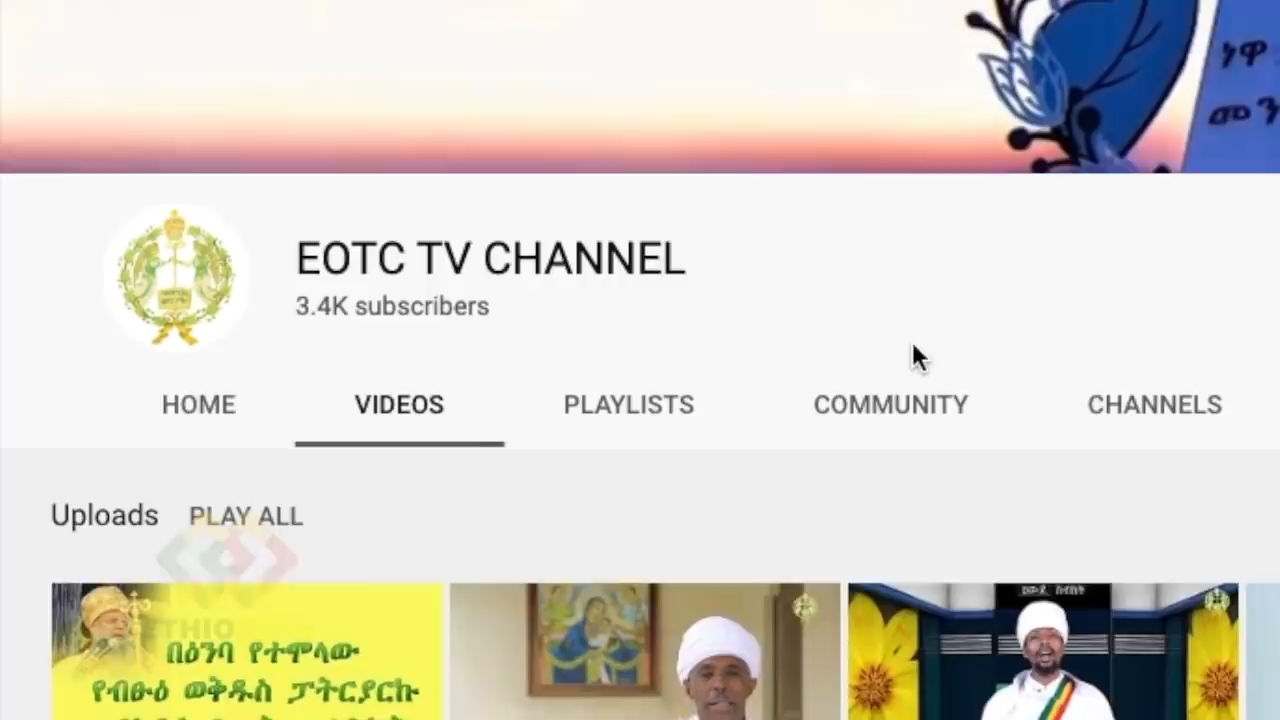 ነዋ
መን
EOTC TV CHANNEL
3.4K subscribers
HOME VIDEOS PLAYLISTS COMMUNITY CHANNELS
Uploads PLAY ALL
ETHIO
በዕንባ የተሞላው
የብፁዕ ወቅዱስ ፓትርያርኩ